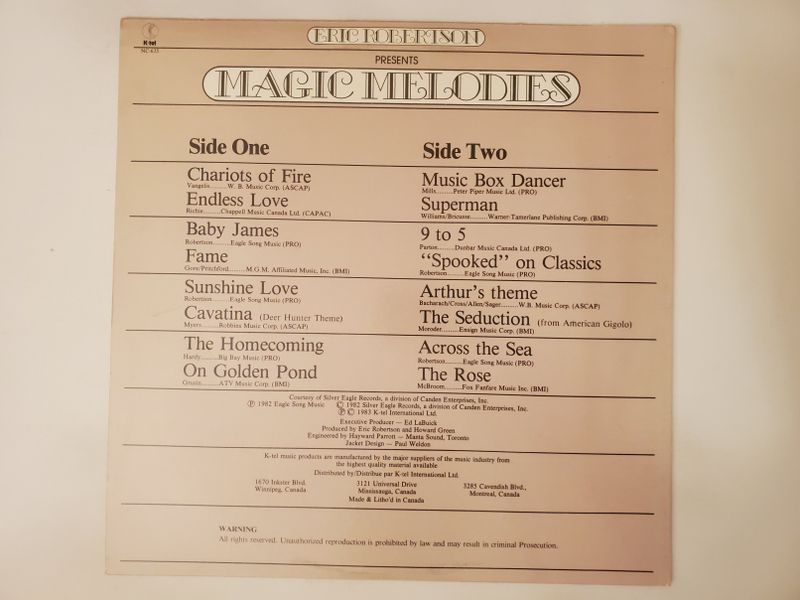 K-tel
NC 635
ERIC ROBERTSON
PRESENTS
MAGIC MELODIES
Side One
Chariots of Fire
Vangelis.........W. B. Music Corp. (ASCAP)
Endless Love
Richie.........Chappell Music Canada Ltd. (CAPAC)
Baby James
Robertson.........Eagle Song Music (PRO)
Fame
Gore/Pritchford.........M.G.M. Affiliated Music, Inc. (BMI)
Sunshine Love
Robertson.........Eagle Song Music (PRO)
Cavatina (Deer Hunter Theme)
Myers.........Robbins Music Corp. (ASCAP)
The Homecoming
Hardy.........Big Bay Music (PRO)
On Golden Pond
Grusin.........ATV Music Corp. (BMI)
Side Two
Music Box Dancer
Mills.........Peter Piper Music Ltd. (PRO)
Superman
Williams/Bricusse.........Warner-Tamerlane Publishing Corp. (BMI)
9 to 5
Parton.........Dunbar Music Canada Ltd. (PRO)
“Spooked” on Classics
Robertson.........Eagle Song Music (PRO)
Arthur's theme
Bacharach/Cross/Allen/Sager.........W.B. Music Corp. (ASCAP)
The Seduction (from American Gigolo)
Moroder.........Ensign Music Corp. (BMI)
Across the Sea
Robertson.........Eagle Song Music (PRO)
The Rose
McBroom.........Fox Fanfare Music Inc. (BMI)
Courtesy of Silver Eagle Records, a division of Camden Enterprises, Inc.
Ⓟ 1982 Eagle Song Music © 1982 Silver Eagle Records, a division of Camden Enterprises, Inc.
Ⓟ © 1983 K-tel International Ltd.
Executive Producer — Ed LaBuick
Produced by Eric Robertson and Howard Green
Engineered by Hayward Parrott — Manta Sound, Toronto
Jacket Design — Paul Weldon
K-tel music products are manufactured by the major suppliers of the music industry from
the highest quality material available
Distributed by/Distribue par K-tel International Ltd.
1670 Inkster Blvd. 3121 Universal Drive 3285 Cavendish Blvd.,
Winnipeg, Canada Mississauga, Canada Montreal, Canada
Made & Litho'd in Canada
WARNING
All rights reserved. Unauthorized reproduction is prohibited by law and may result in criminal Prosecution.